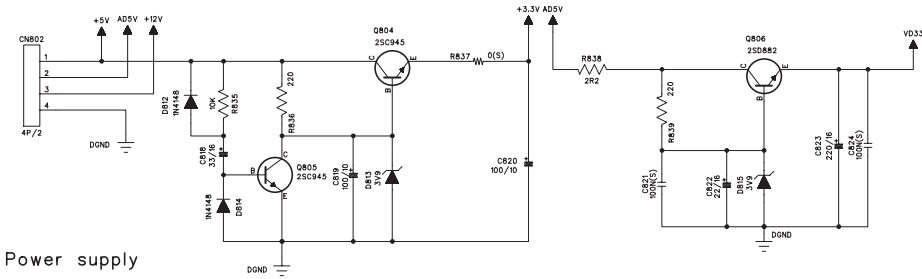 CN802
1
2
3
4
4P/2
+5V
AD5V
+12V
DGND
D812
1N4148
10K
R835
C818
33/16
1N4148
D814
220
R836
B
C
E
Q805
2SC945
C819
100/10
D813
3V9
Q804
2SC945
C
E
B
R837
0(S)
C820
100/10
DGND
+3.3V
AD5V
R838
2R2
220
R839
C821
100N(S)
C822
22/16
D815
3V9
Q806
2SD882
C
E
B
C823
220/16
C824
100N(S)
VD33
DGND
Power supply